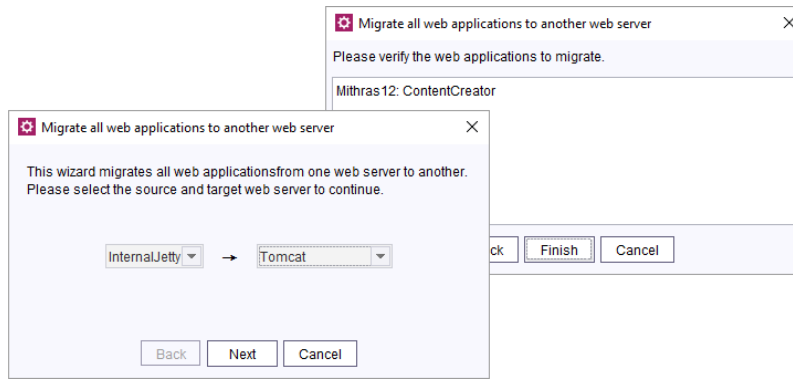 Migrate all web applications to another web server
Please verify the web applications to migrate.
Mithras12: ContentCreator
ck
Finish
Cancel
Migrate all web applications to another web server
This wizard migrates all web applicationsfrom one web server to another.
Please select the source and target web server to continue.
InternalJetty → Tomcat
Back
Next
Cancel